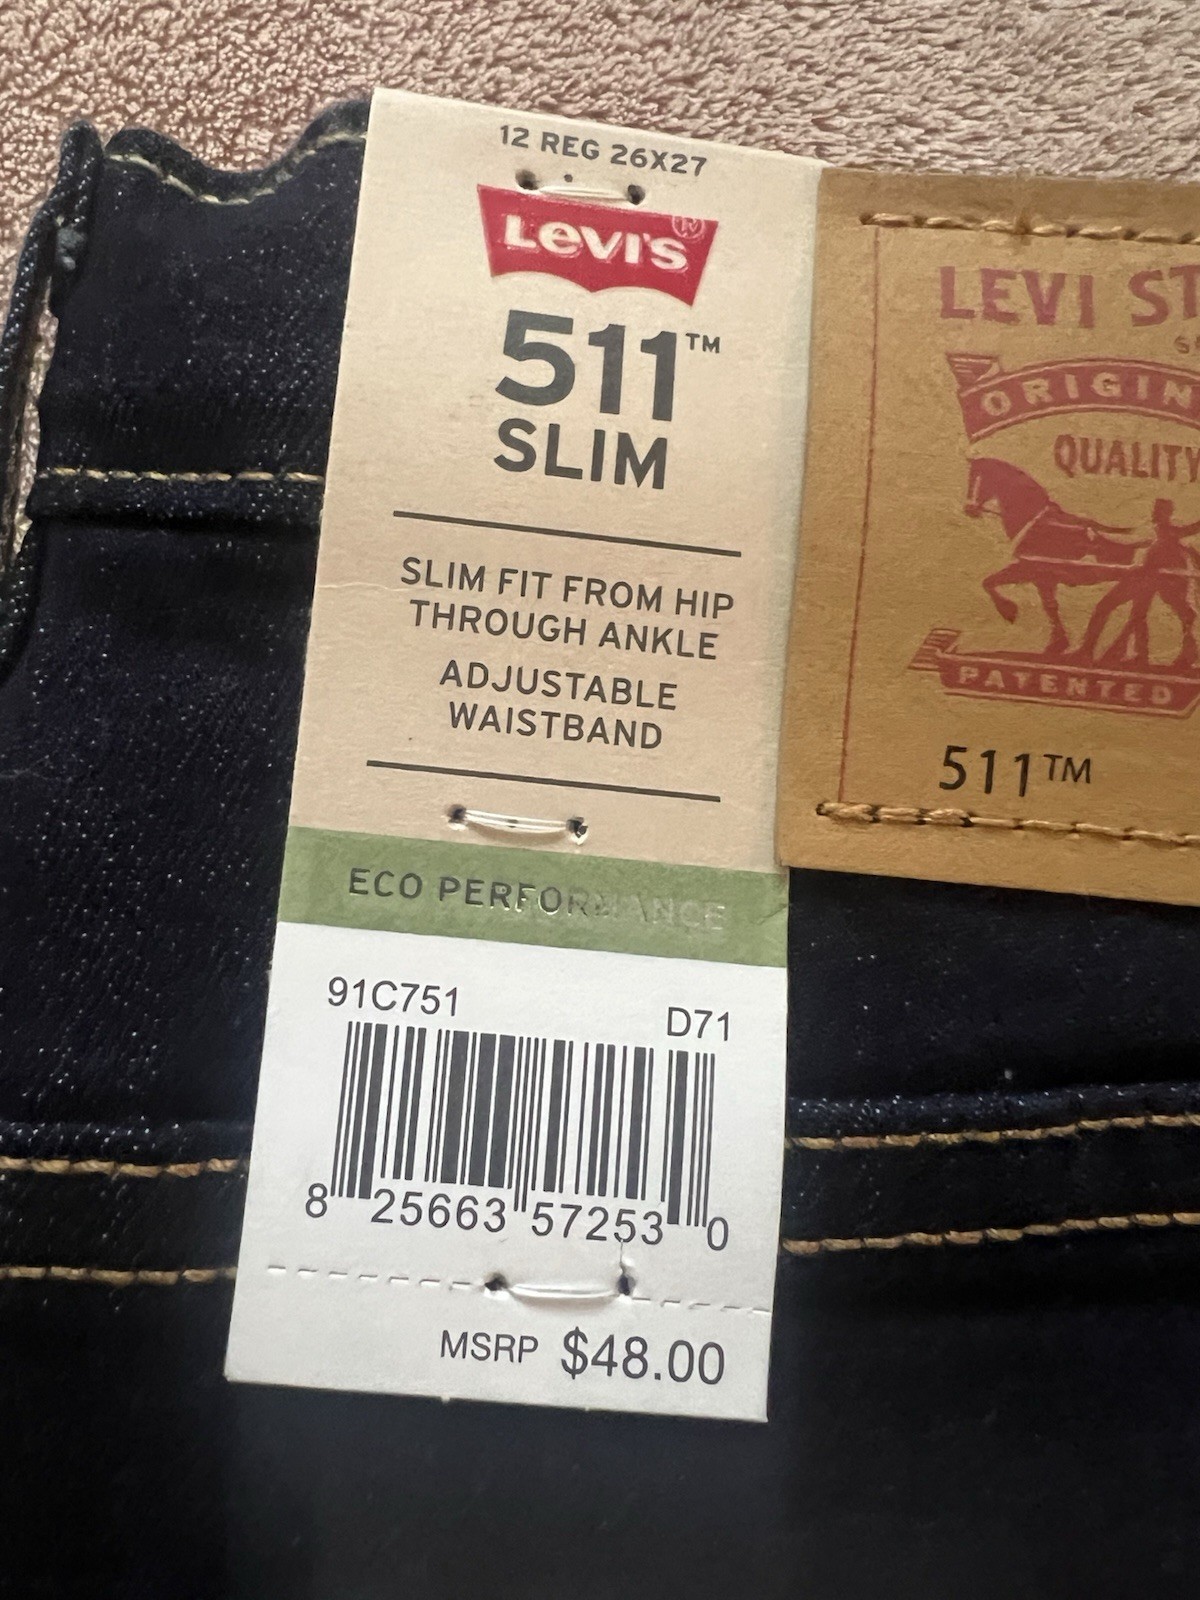 12 REG 26X27
LEVI'S®
511™
SLIM
SLIM FIT FROM HIP
THROUGH ANKLE
ADJUSTABLE
WAISTBAND
ECO PERFORMANCE
91C751
D71
8 25663 57253 0
MSRP $48.00
LEVI ST
ORIGIN
QUALITY
PATENTED
511™